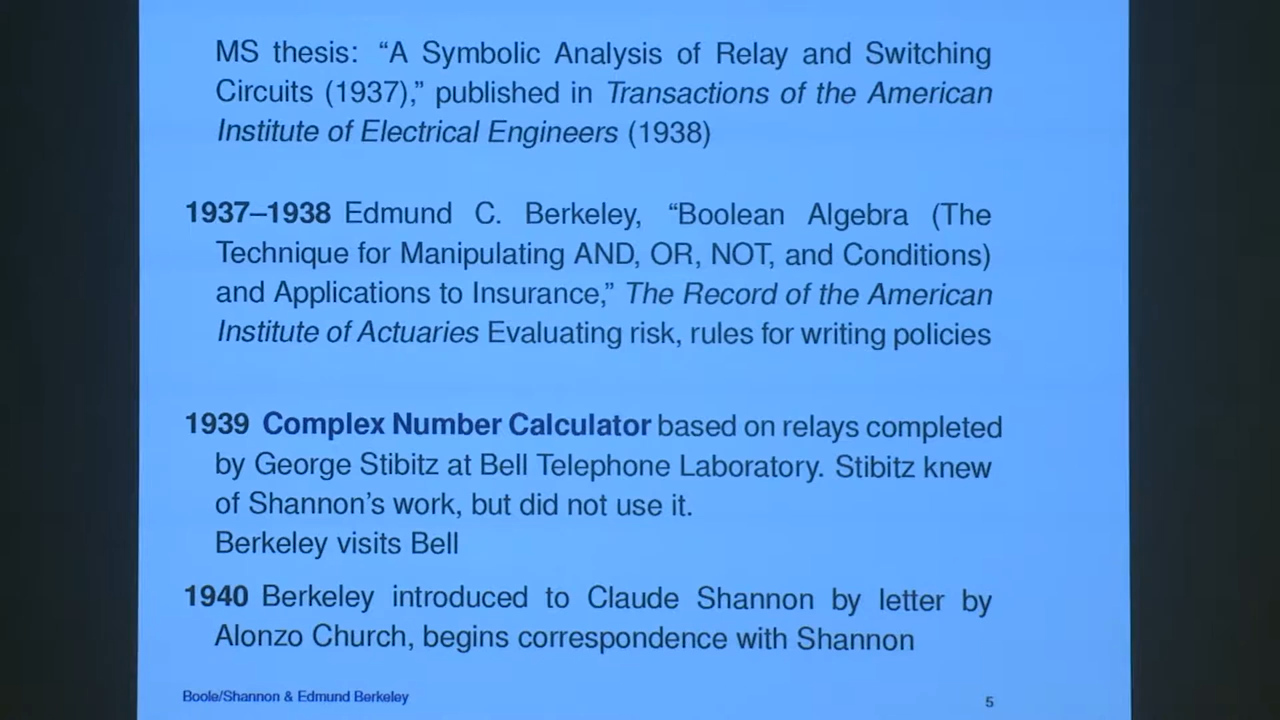 MS thesis: “A Symbolic Analysis of Relay and Switching
Circuits (1937),” published in Transactions of the American
Institute of Electrical Engineers (1938)
1937–1938 Edmund C. Berkeley, “Boolean Algebra (The
Technique for Manipulating AND, OR, NOT, and Conditions)
and Applications to Insurance,” The Record of the American
Institute of Actuaries Evaluating risk, rules for writing policies
1939 Complex Number Calculator based on relays completed
by George Stibitz at Bell Telephone Laboratory. Stibitz knew
of Shannon’s work, but did not use it.
Berkeley visits Bell
1940 Berkeley introduced to Claude Shannon by letter by
Alonzo Church, begins correspondence with Shannon
Boole/Shannon & Edmund Berkeley
5